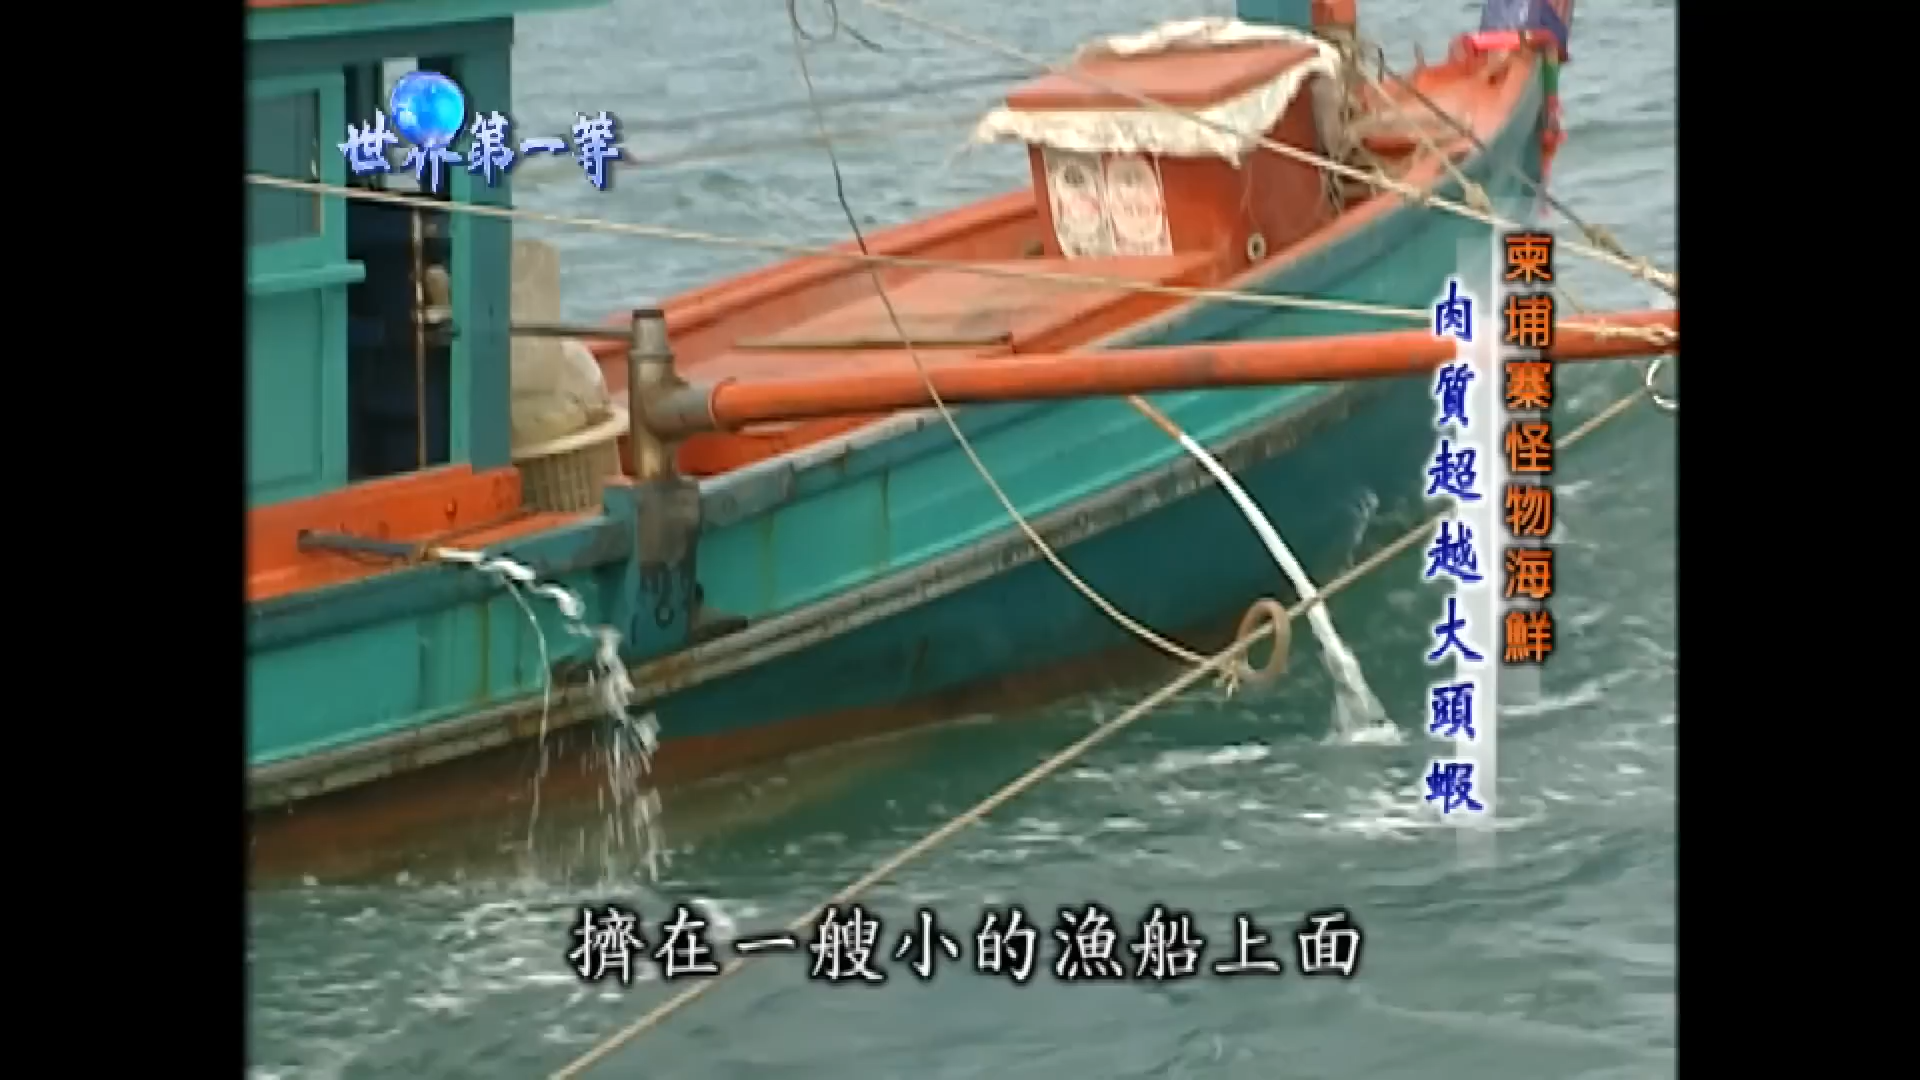 世界第一等
柬埔寨怪物海鮮
肉質超越大頭蝦
擠在一艘小的漁船上面